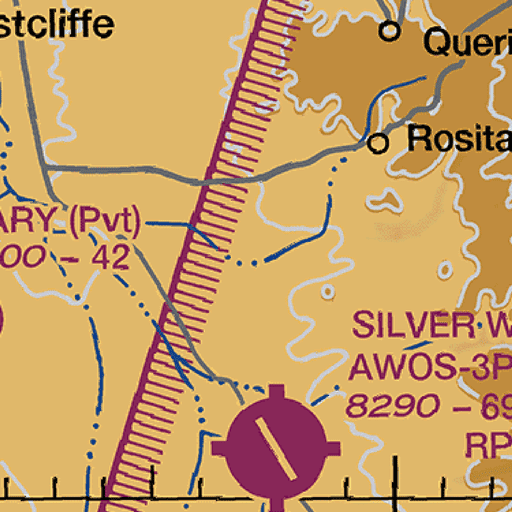 stcliffe
Queri
Rosita
ARY (Pvt)
00 – 42
SILVER W
AWOS-3P
8290 – 69
RP